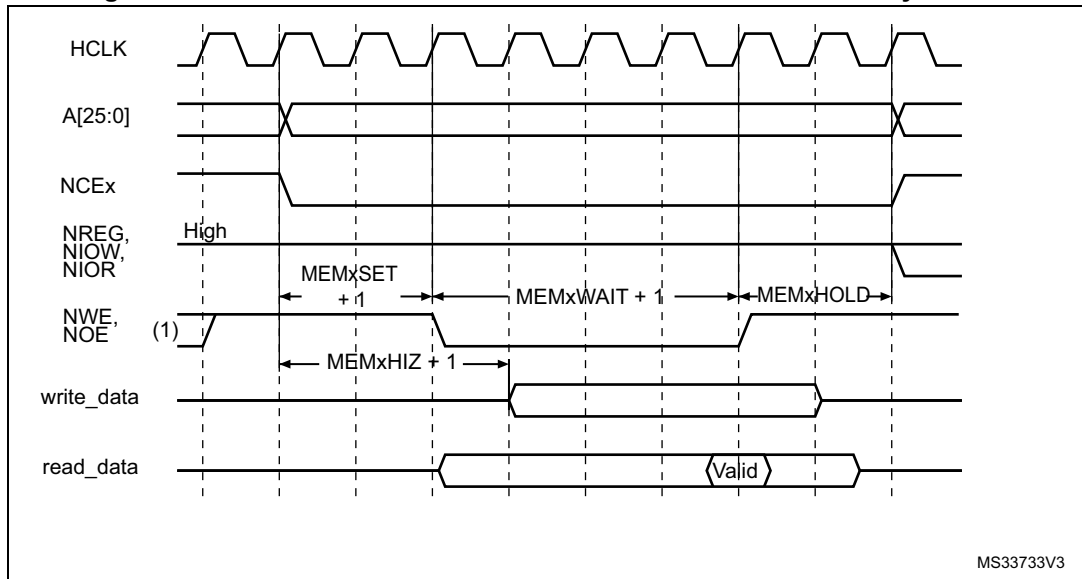 HCLK
A[25:0]
NCEx
NREG,
NIOW,
NIOR
High
MEMxSET
+ 1
MEMxWAIT + 1
MEMxHOLD
NWE,
NOE
(1)
MEMxHIZ + 1
write_data
read_data
Valid
MS33733V3